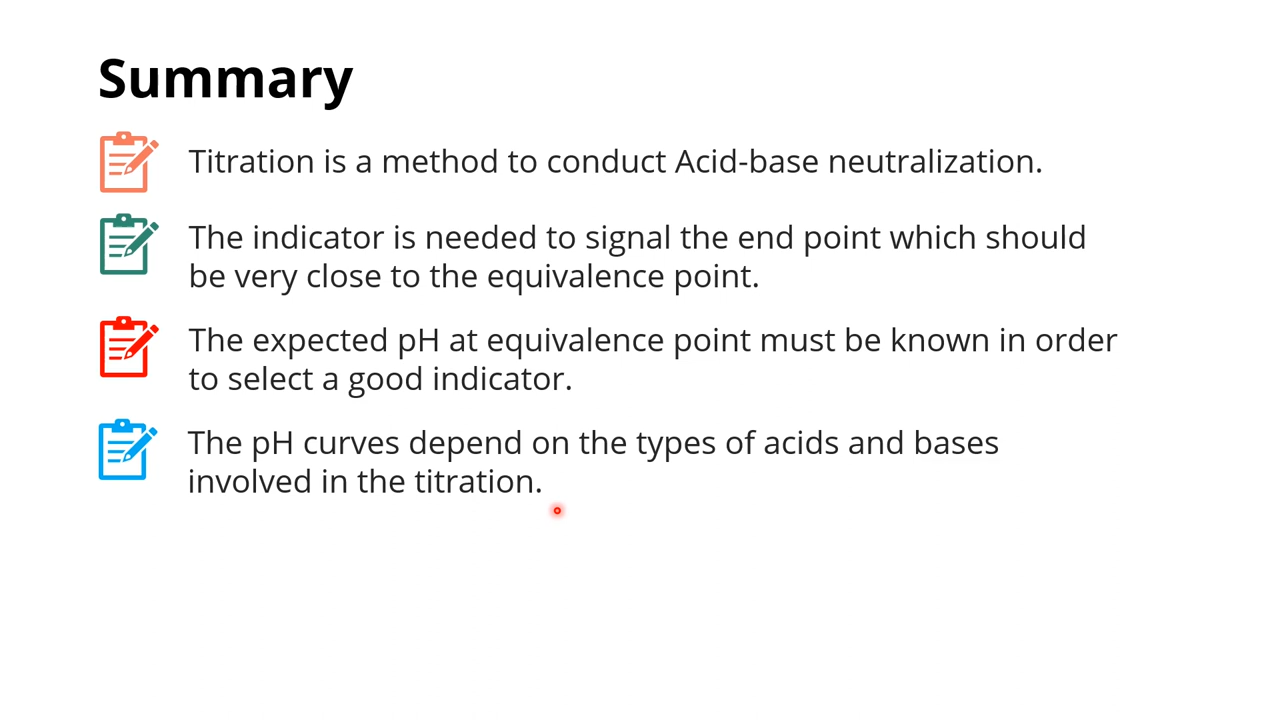 Summary
Titration is a method to conduct Acid-base neutralization.
The indicator is needed to signal the end point which should
be very close to the equivalence point.
The expected pH at equivalence point must be known in order
to select a good indicator.
The pH curves depend on the types of acids and bases
involved in the titration.